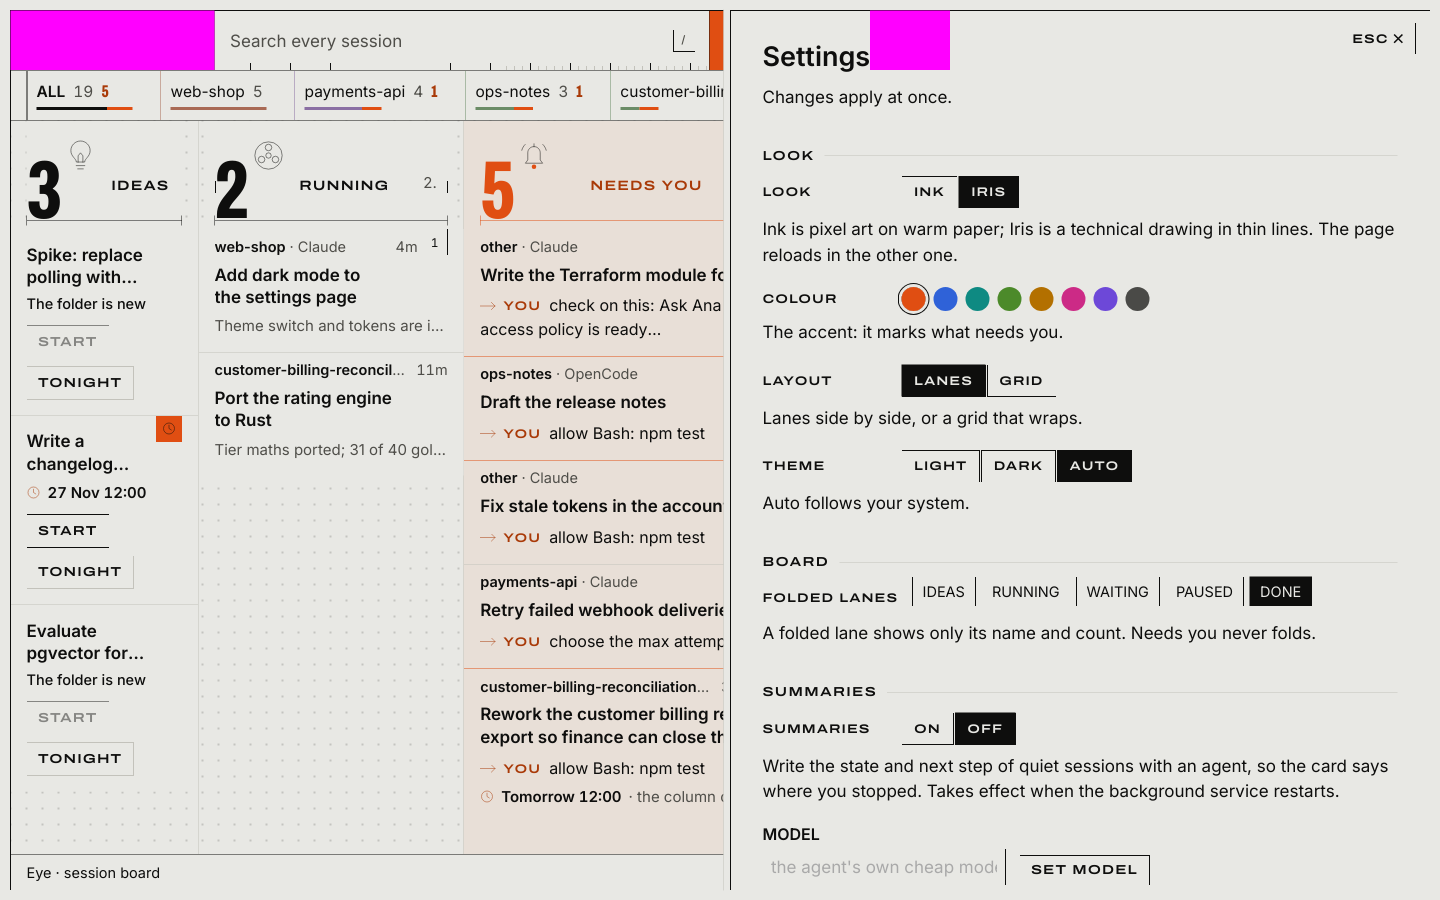 Search every session /
ALL 19 5 web-shop 5 payments-api 4 1 ops-notes 3 1 customer-billin
3 IDEAS
Spike: replace
polling with…
The folder is new
START
TONIGHT
Write a
changelog…
27 Nov 12:00
START
TONIGHT
Evaluate
pgvector for…
The folder is new
START
TONIGHT
2 RUNNING 2.
web-shop · Claude 4m 1
Add dark mode to
the settings page
Theme switch and tokens are i…
customer-billing-reconcil… 11m
Port the rating engine
to Rust
Tier maths ported; 31 of 40 gol…
5 NEEDS YOU
other · Claude
Write the Terraform module fo
→ YOU check on this: Ask Ana
access policy is ready…
ops-notes · OpenCode
Draft the release notes
→ YOU allow Bash: npm test
other · Claude
Fix stale tokens in the accoun
→ YOU allow Bash: npm test
payments-api · Claude
Retry failed webhook deliverie
→ YOU choose the max attemp
customer-billing-reconciliation…
Rework the customer billing re
export so finance can close th
→ YOU allow Bash: npm test
Tomorrow 12:00 · the column
Eye · session board
ESC ×
Settings
Changes apply at once.
LOOK
LOOK INK IRIS
Ink is pixel art on warm paper; Iris is a technical drawing in thin lines. The page
reloads in the other one.
COLOUR
The accent: it marks what needs you.
LAYOUT LANES GRID
Lanes side by side, or a grid that wraps.
THEME LIGHT DARK AUTO
Auto follows your system.
BOARD
FOLDED LANES IDEAS RUNNING WAITING PAUSED DONE
A folded lane shows only its name and count. Needs you never folds.
SUMMARIES
SUMMARIES ON OFF
Write the state and next step of quiet sessions with an agent, so the card says
where you stopped. Takes effect when the background service restarts.
MODEL
the agent's own cheap mode SET MODEL